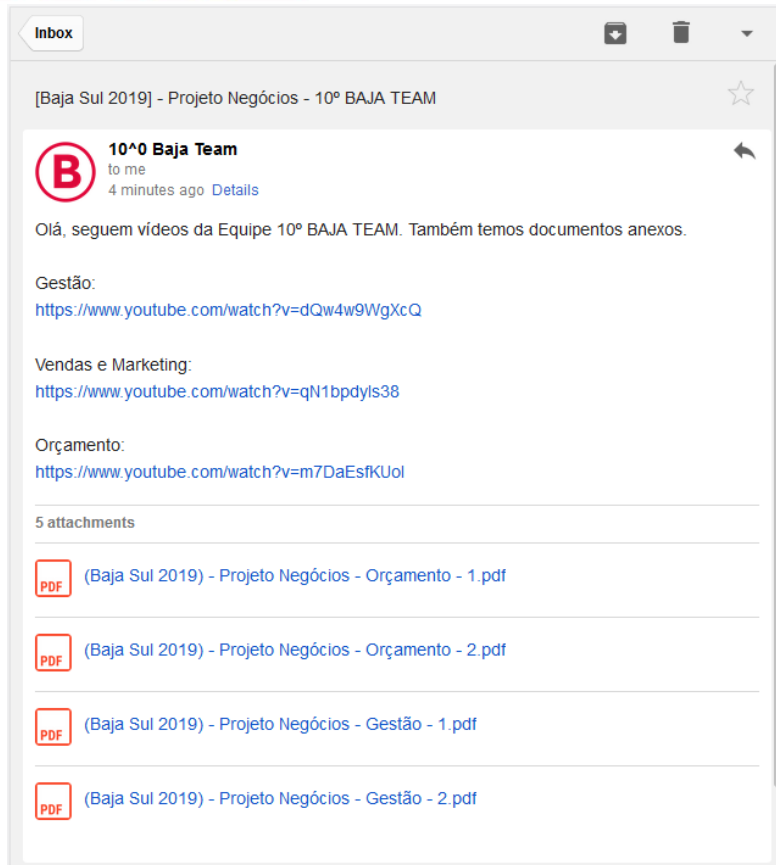 Inbox
[Baja Sul 2019] - Projeto Negócios - 10º BAJA TEAM
B
10^0 Baja Team
to me
4 minutes ago Details
Olá, seguem vídeos da Equipe 10º BAJA TEAM. Também temos documentos anexos.
Gestão:
https://www.youtube.com/watch?v=dQw4w9WgXcQ
Vendas e Marketing:
https://www.youtube.com/watch?v=qN1bpdyls38
Orçamento:
https://www.youtube.com/watch?v=m7DaEsfKUol
5 attachments
PDF (Baja Sul 2019) - Projeto Negócios - Orçamento - 1.pdf
PDF (Baja Sul 2019) - Projeto Negócios - Orçamento - 2.pdf
PDF (Baja Sul 2019) - Projeto Negócios - Gestão - 1.pdf
PDF (Baja Sul 2019) - Projeto Negócios - Gestão - 2.pdf